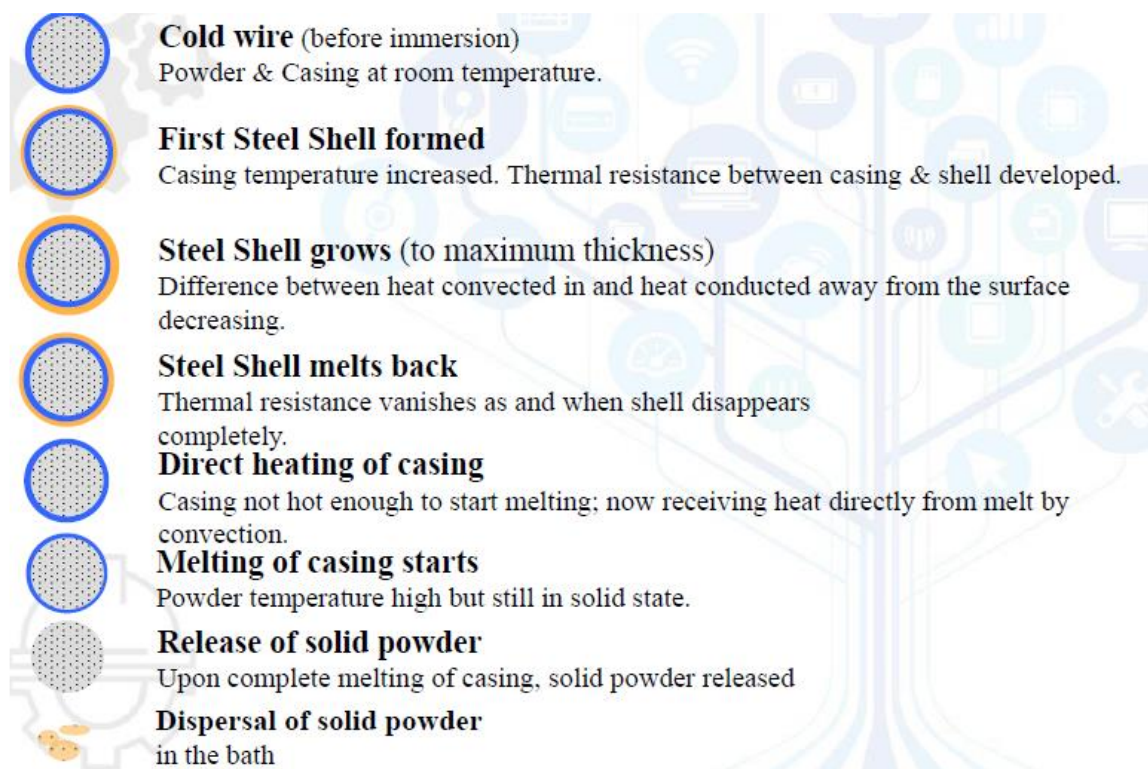 Cold wire (before immersion)
Powder & Casing at room temperature.
First Steel Shell formed
Casing temperature increased. Thermal resistance between casing & shell developed.
Steel Shell grows (to maximum thickness)
Difference between heat convected in and heat conducted away from the surface
decreasing.
Steel Shell melts back
Thermal resistance vanishes as and when shell disappears
completely.
Direct heating of casing
Casing not hot enough to start melting; now receiving heat directly from melt by
convection.
Melting of casing starts
Powder temperature high but still in solid state.
Release of solid powder
Upon complete melting of casing, solid powder released
Dispersal of solid powder
in the bath